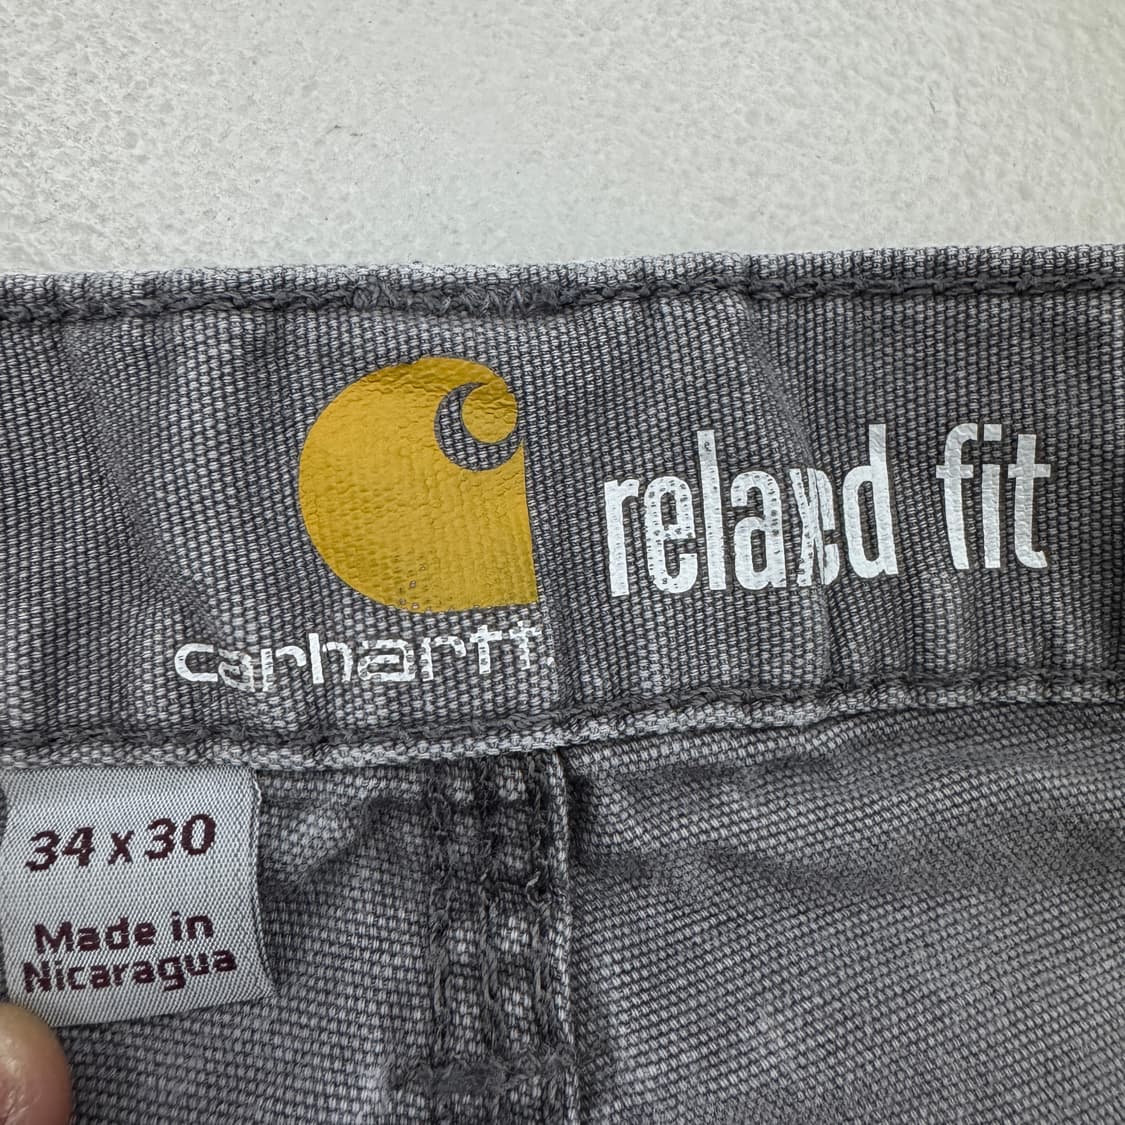 carhartt.
relaxed fit
34 x 30
Made in
Nicaragua